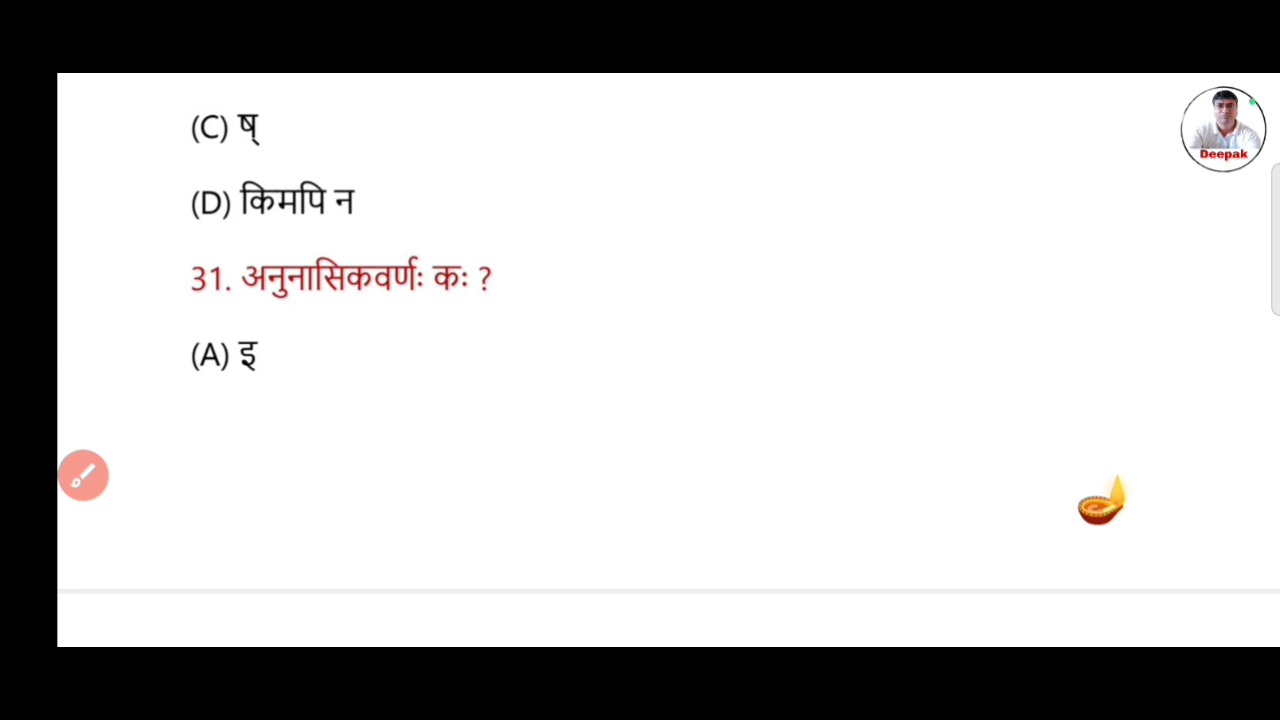 (C) ष्
Deepak
(D) किमपि न
31. अनुनासिकवर्णः कः ?
(A) इ